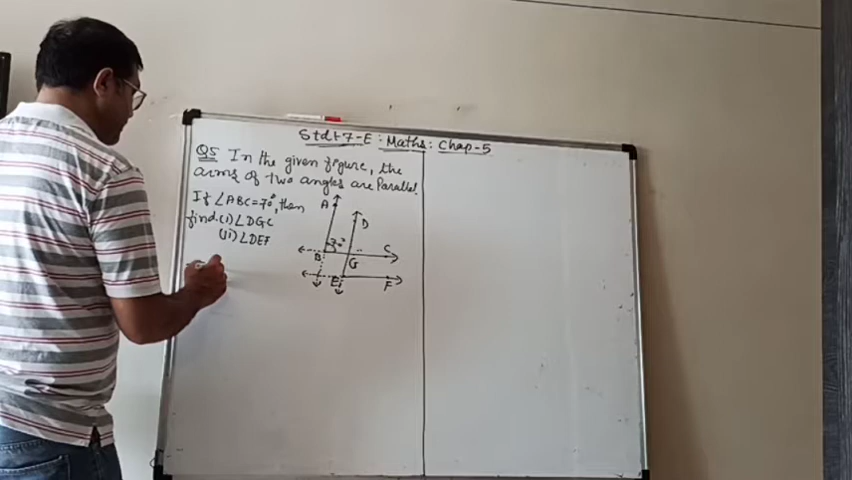 Std:7-E : Maths: Chap-5
Q5 In the given figure, the
arms of two angles are Parallel.
If ∠ABC=70°, then
find.(i) ∠DGC
(ii) ∠DEF
A
D
70°
B
C
G
E
F